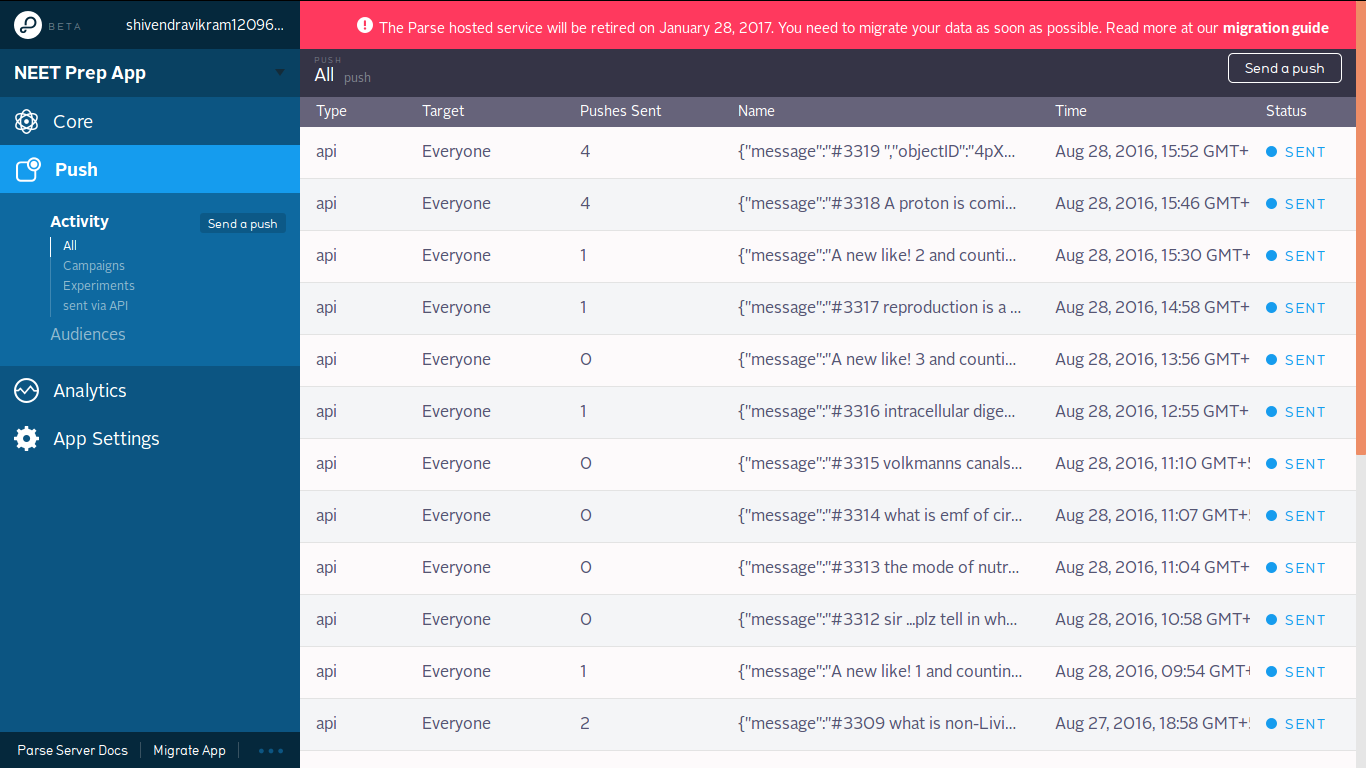 BETA
shivendravikram12096...
The Parse hosted service will be retired on January 28, 2017. You need to migrate your data as soon as possible. Read more at our migration guide
NEET Prep App
PUSH
All push
Send a push
Core
Push
Activity
Send a push
All
Campaigns
Experiments
sent via API
Audiences
Analytics
App Settings
Parse Server Docs
Migrate App
Type Target Pushes Sent Name Time Status
api Everyone 4 {"message":"#3319 ","objectID":"4pX... Aug 28, 2016, 15:52 GMT+ SENT
api Everyone 4 {"message":"#3318 A proton is comi... Aug 28, 2016, 15:46 GMT+ SENT
api Everyone 1 {"message":"A new like! 2 and counti... Aug 28, 2016, 15:30 GMT+ SENT
api Everyone 1 {"message":"#3317 reproduction is a ... Aug 28, 2016, 14:58 GMT+ SENT
api Everyone 0 {"message":"A new like! 3 and counti... Aug 28, 2016, 13:56 GMT+ SENT
api Everyone 1 {"message":"#3316 intracellular dige... Aug 28, 2016, 12:55 GMT+ SENT
api Everyone 0 {"message":"#3315 volkmanns canals... Aug 28, 2016, 11:10 GMT+ SENT
api Everyone 0 {"message":"#3314 what is emf of cir... Aug 28, 2016, 11:07 GMT+ SENT
api Everyone 0 {"message":"#3313 the mode of nutr... Aug 28, 2016, 11:04 GMT+ SENT
api Everyone 0 {"message":"#3312 sir ...plz tell in wh... Aug 28, 2016, 10:58 GMT+ SENT
api Everyone 1 {"message":"A new like! 1 and countin... Aug 28, 2016, 09:54 GMT+ SENT
api Everyone 2 {"message":"#3309 what is non-Livi... Aug 27, 2016, 18:58 GMT+ SENT